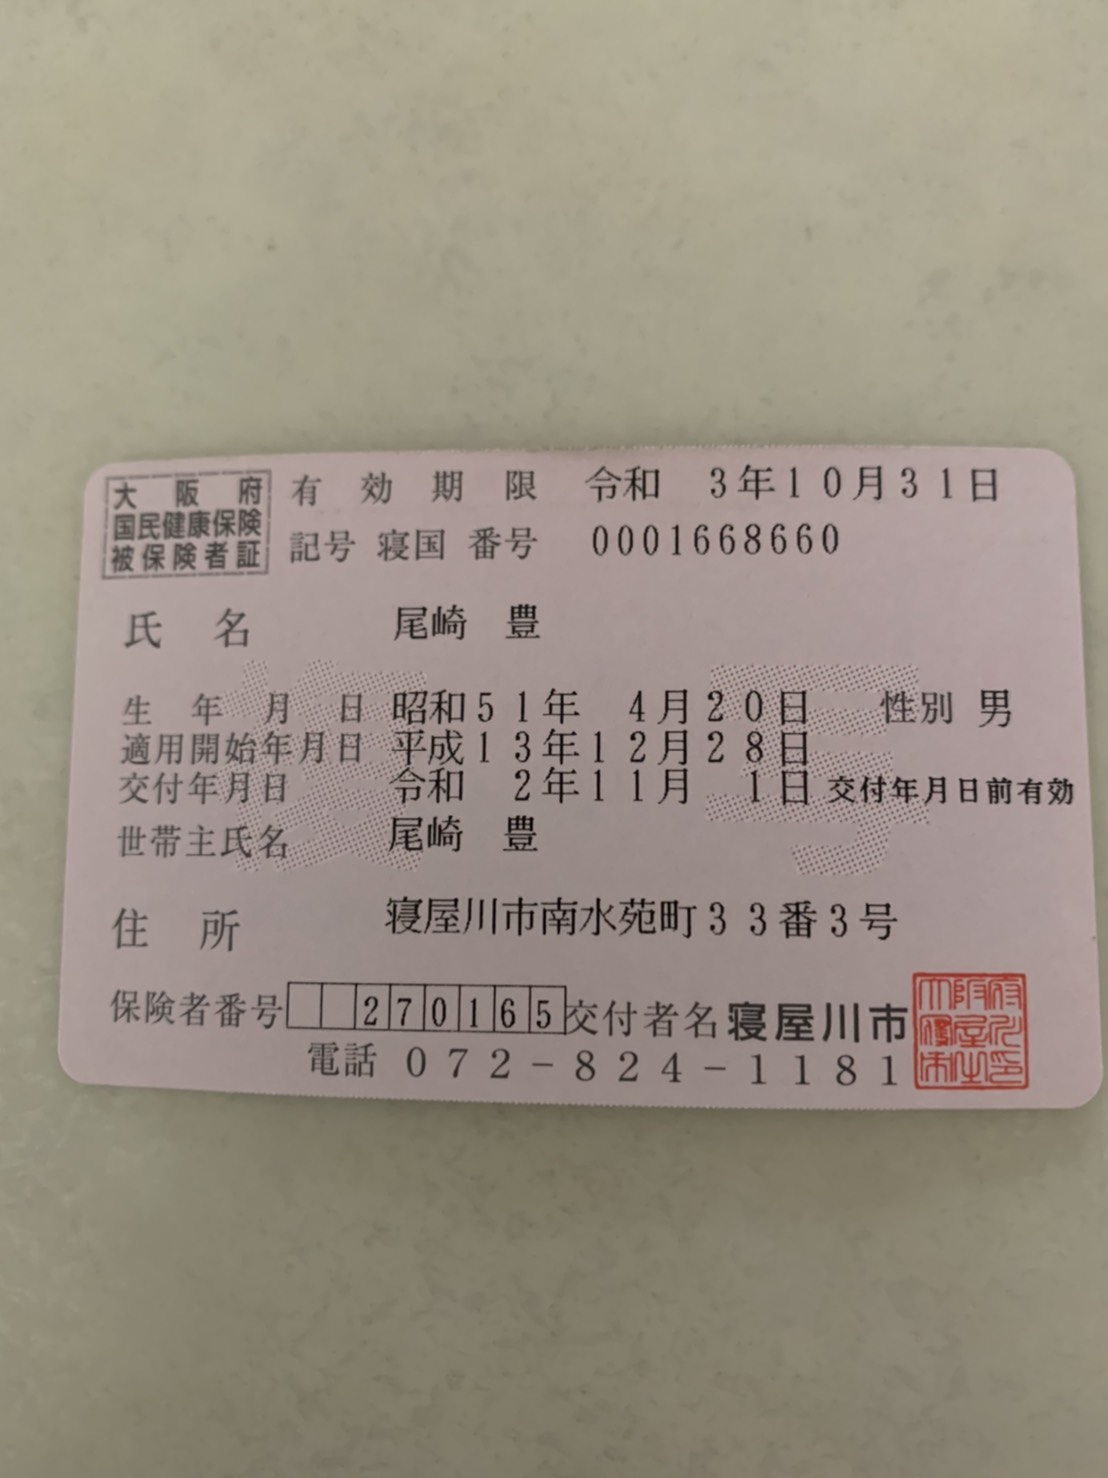 大阪府
国民健康保険
被保険者証
有効期限 令和 3年10月31日
記号 寝国 番号 0001668660
氏名 尾崎 豊
生年月日 昭和51年 4月20日 性別 男
適用開始年月日 平成13年12月28日
交付年月日 令和 2年11月 1日 交付年月日前有効
世帯主氏名 尾崎 豊
住所 寝屋川市南水苑町33番3号
保険者番号 270165 交付者名 寝屋川市
電話 072-824-1181